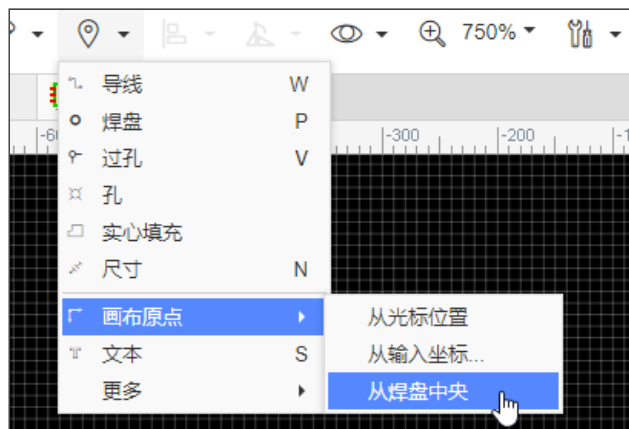 750%
-300 -200
导线 W
焊盘 P
过孔 V
孔
实心填充
尺寸 N
画布原点
文本 S
更多
从光标位置
从输入坐标...
从焊盘中央